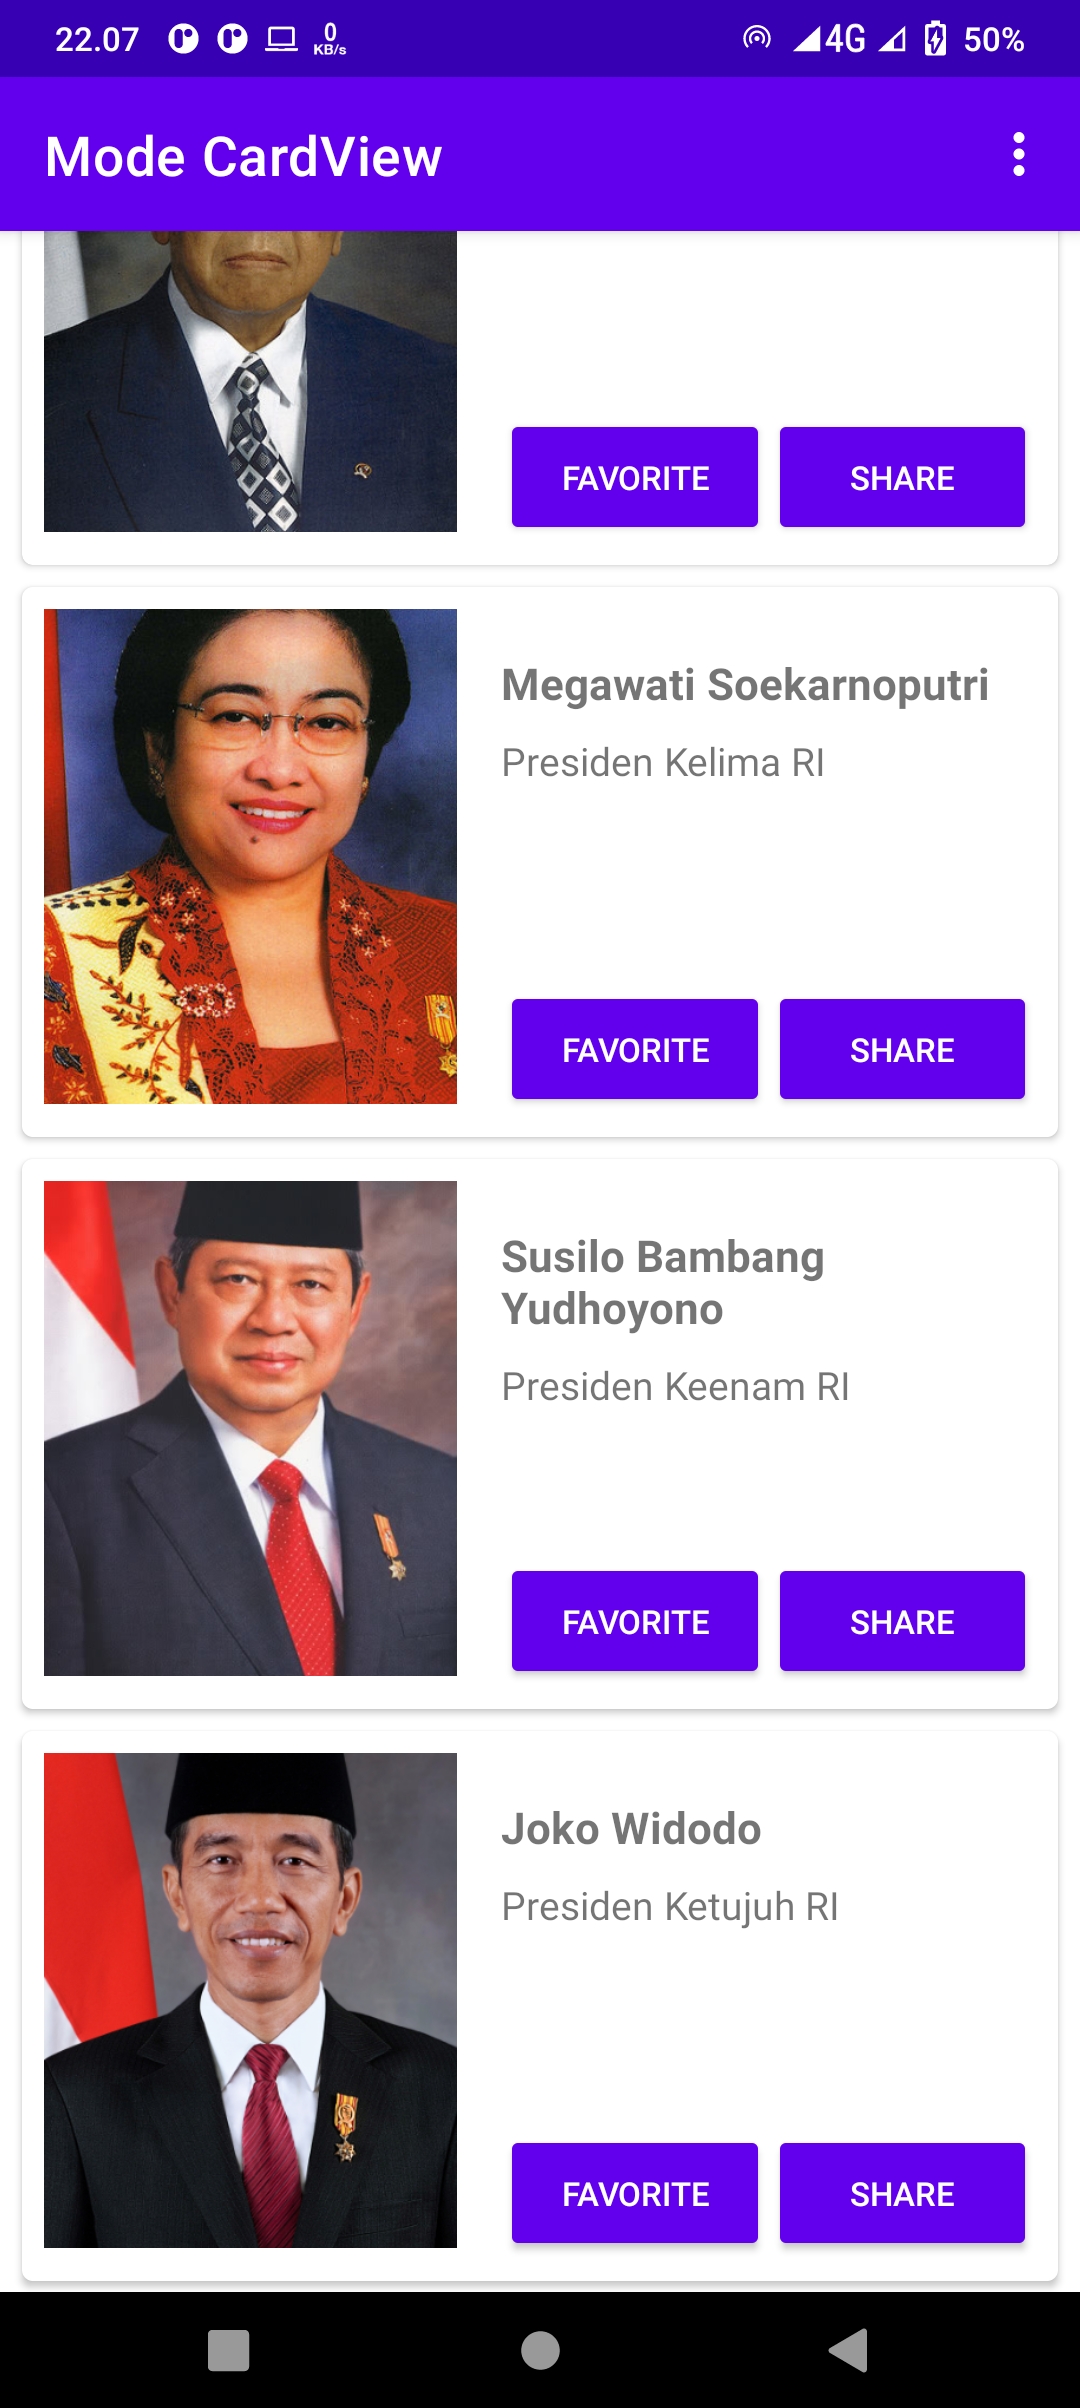 22.07 0 KB/s 4G 50%
Mode CardView
FAVORITE SHARE
Megawati Soekarnoputri
Presiden Kelima RI
FAVORITE SHARE
Susilo Bambang
Yudhoyono
Presiden Keenam RI
FAVORITE SHARE
Joko Widodo
Presiden Ketujuh RI
FAVORITE SHARE